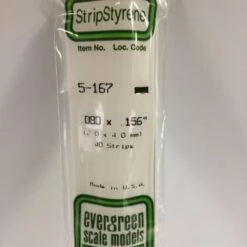 StripStyrene
Item No. Loc. Code
5-167
.080 x .156"
(2.0 x 4.0 mm)
40 Strips
Made in U.S.A.
evergreen
scale models